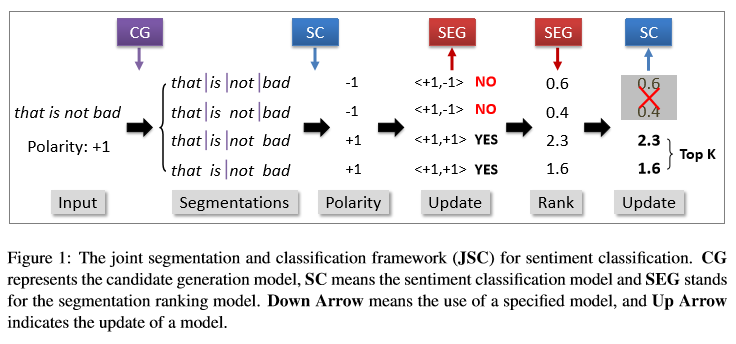 CG SC SEG SEG SC
that|is|not|bad -1 <+1,-1> NO 0.6 0.6
that is not bad that|is not|bad -1 <+1,-1> NO 0.4 0.4
Polarity: +1 that|is|not bad +1 <+1,+1> YES 2.3 2.3 Top K
that is|not bad +1 <+1,+1> YES 1.6 1.6
Input Segmentations Polarity Update Rank Update
Figure 1: The joint segmentation and classification framework (JSC) for sentiment classification. CG
represents the candidate generation model, SC means the sentiment classification model and SEG stands
for the segmentation ranking model. Down Arrow means the use of a specified model, and Up Arrow
indicates the update of a model.